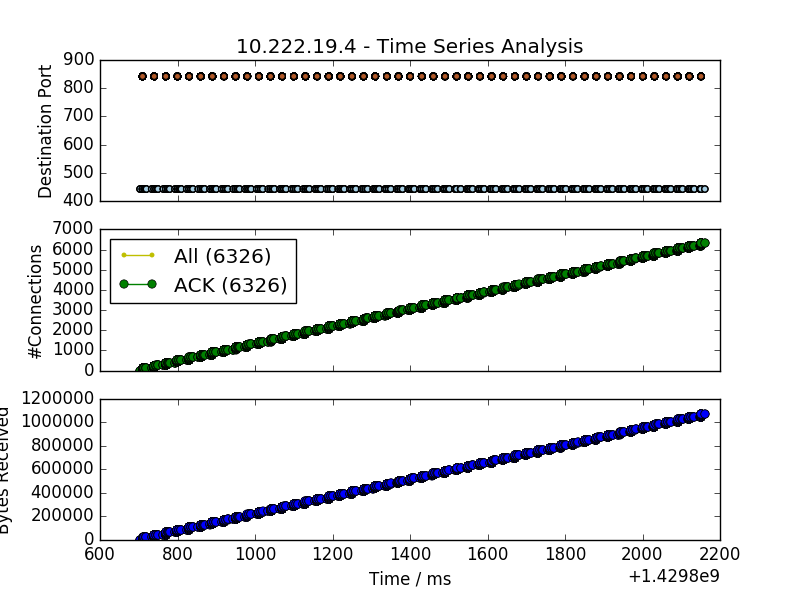 10.222.19.4 - Time Series Analysis
Destination Port
900
800
700
600
500
400
#Connections
7000
6000
5000
4000
3000
2000
1000
0
All (6326)
ACK (6326)
Bytes Received
1200000
1000000
800000
600000
400000
200000
0
600 800 1000 1200 1400 1600 1800 2000 2200
Time / ms
+1.4298e9